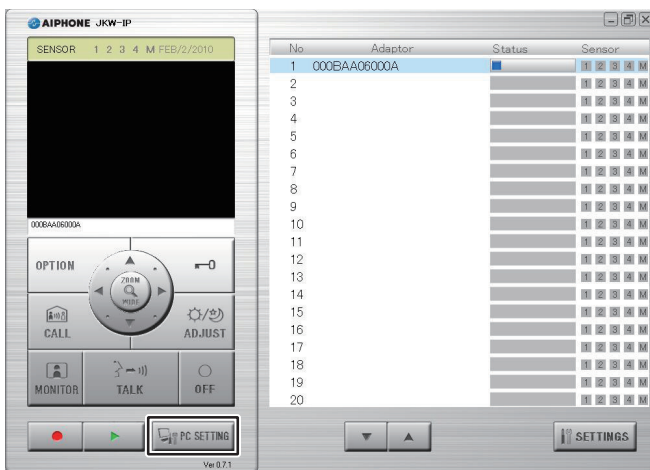 AIPHONE JKW-IP
SENSOR 1 2 3 4 M FEB/2/2010
000BAA06000A
OPTION
ZOOM
WIDE
CALL
ADJUST
MONITOR TALK OFF
PC SETTING
Ver 0.7.1
No Adaptor Status Sensor
1 000BAA06000A 1 2 3 4 M
2 1 2 3 4 M
3 1 2 3 4 M
4 1 2 3 4 M
5 1 2 3 4 M
6 1 2 3 4 M
7 1 2 3 4 M
8 1 2 3 4 M
9 1 2 3 4 M
10 1 2 3 4 M
11 1 2 3 4 M
12 1 2 3 4 M
13 1 2 3 4 M
14 1 2 3 4 M
15 1 2 3 4 M
16 1 2 3 4 M
17 1 2 3 4 M
18 1 2 3 4 M
19 1 2 3 4 M
20 1 2 3 4 M
SETTINGS